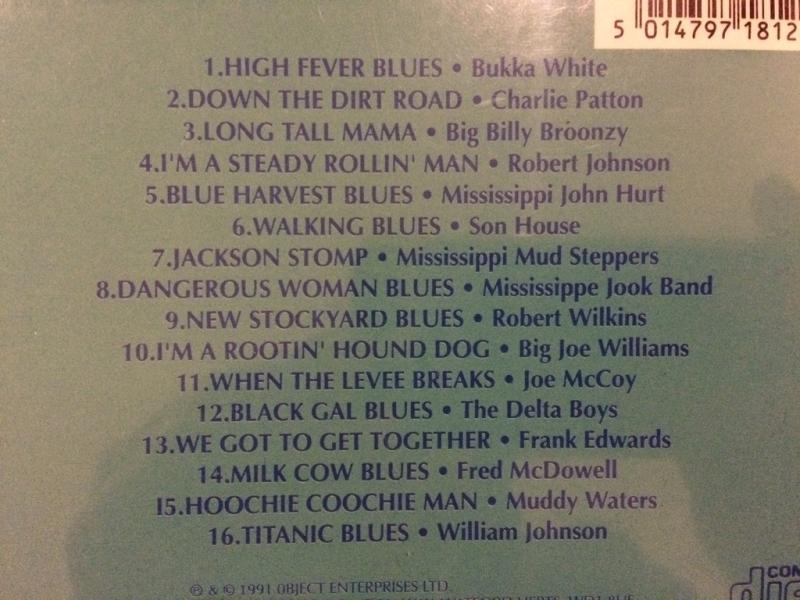 5 014797 1812
1.HIGH FEVER BLUES • Bukka White
2.DOWN THE DIRT ROAD • Charlie Patton
3.LONG TALL MAMA • Big Billy Broonzy
4.I'M A STEADY ROLLIN' MAN • Robert Johnson
5.BLUE HARVEST BLUES • Mississippi John Hurt
6.WALKING BLUES • Son House
7.JACKSON STOMP • Mississippi Mud Steppers
8.DANGEROUS WOMAN BLUES • Mississippe Jook Band
9.NEW STOCKYARD BLUES • Robert Wilkins
10.I'M A ROOTIN' HOUND DOG • Big Joe Williams
11.WHEN THE LEVEE BREAKS • Joe McCoy
12.BLACK GAL BLUES • The Delta Boys
13.WE GOT TO GET TOGETHER • Frank Edwards
14.MILK COW BLUES • Fred McDowell
15.HOOCHIE COOCHIE MAN • Muddy Waters
16.TITANIC BLUES • William Johnson
℗ & © 1991 OBJECT ENTERPRISES LTD.